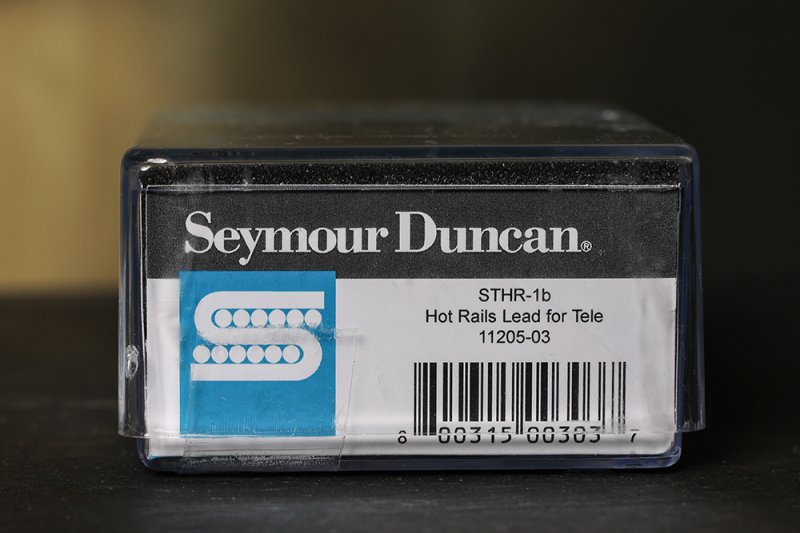 Seymour Duncan®
STHR-1b
Hot Rails Lead for Tele
11205-03
8 00315 00303 7